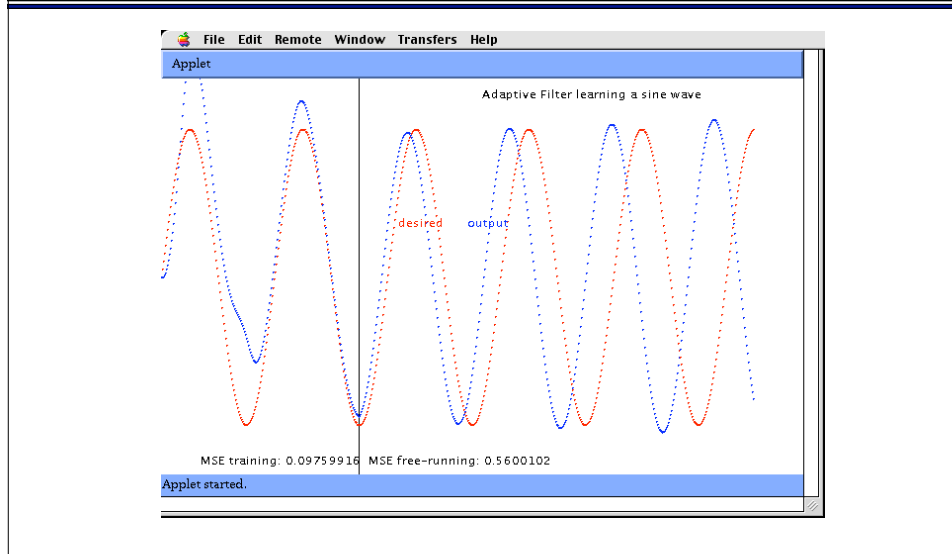 File Edit Remote Window Transfers Help
Applet
Adaptive Filter learning a sine wave
desired output
MSE training: 0.09759916 MSE free-running: 0.5600102
Applet started.